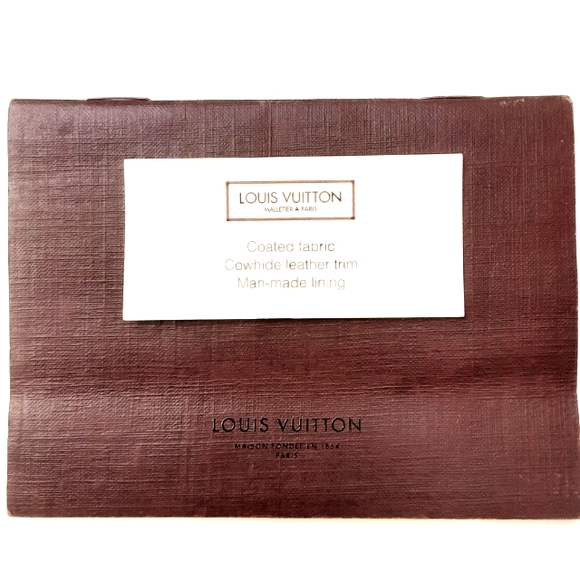 LOUIS VUITTON
MALLETIER A PARIS
Coated fabric
Cowhide leather trim
Man-made lining
LOUIS VUITTON
MAISON FONDÉE EN 1854
PARIS